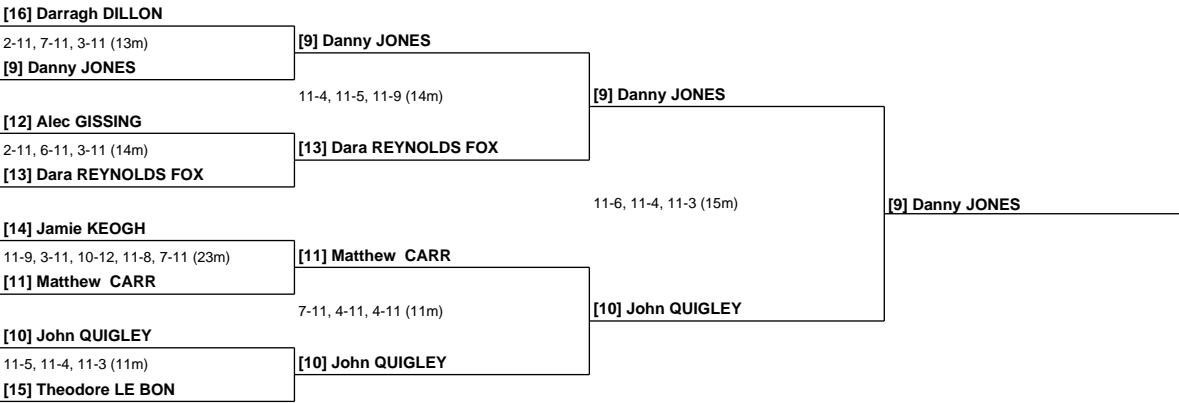 [16] Darragh DILLON
2-11, 7-11, 3-11 (13m)
[9] Danny JONES
[9] Danny JONES
11-4, 11-5, 11-9 (14m)
[9] Danny JONES
[12] Alec GISSING
2-11, 6-11, 3-11 (14m)
[13] Dara REYNOLDS FOX
[13] Dara REYNOLDS FOX
11-6, 11-4, 11-3 (15m)
[9] Danny JONES
[14] Jamie KEOGH
11-9, 3-11, 10-12, 11-8, 7-11 (23m)
[11] Matthew  CARR
[11] Matthew  CARR
7-11, 4-11, 4-11 (11m)
[10] John QUIGLEY
[10] John QUIGLEY
11-5, 11-4, 11-3 (11m)
[10] John QUIGLEY
[15] Theodore LE BON